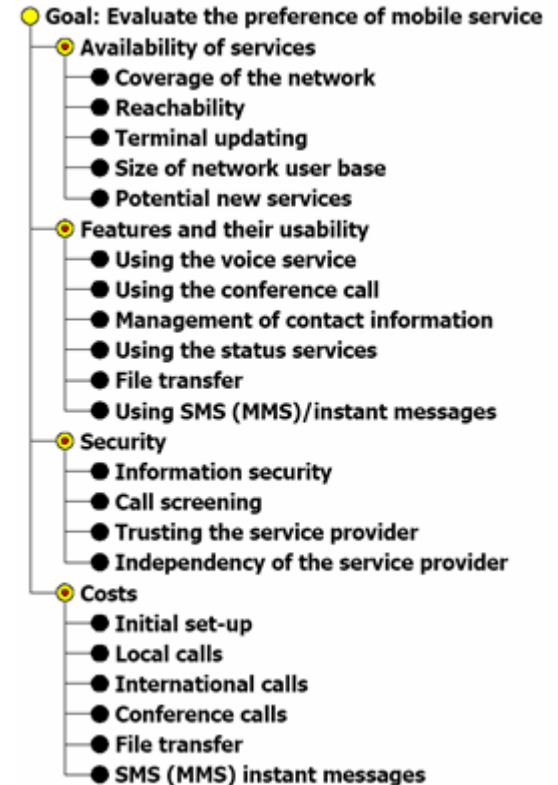 Goal: Evaluate the preference of mobile service
Availability of services
Coverage of the network
Reachability
Terminal updating
Size of network user base
Potential new services
Features and their usability
Using the voice service
Using the conference call
Management of contact information
Using the status services
File transfer
Using SMS (MMS)/instant messages
Security
Information security
Call screening
Trusting the service provider
Independency of the service provider
Costs
Initial set-up
Local calls
International calls
Conference calls
File transfer
SMS (MMS) instant messages